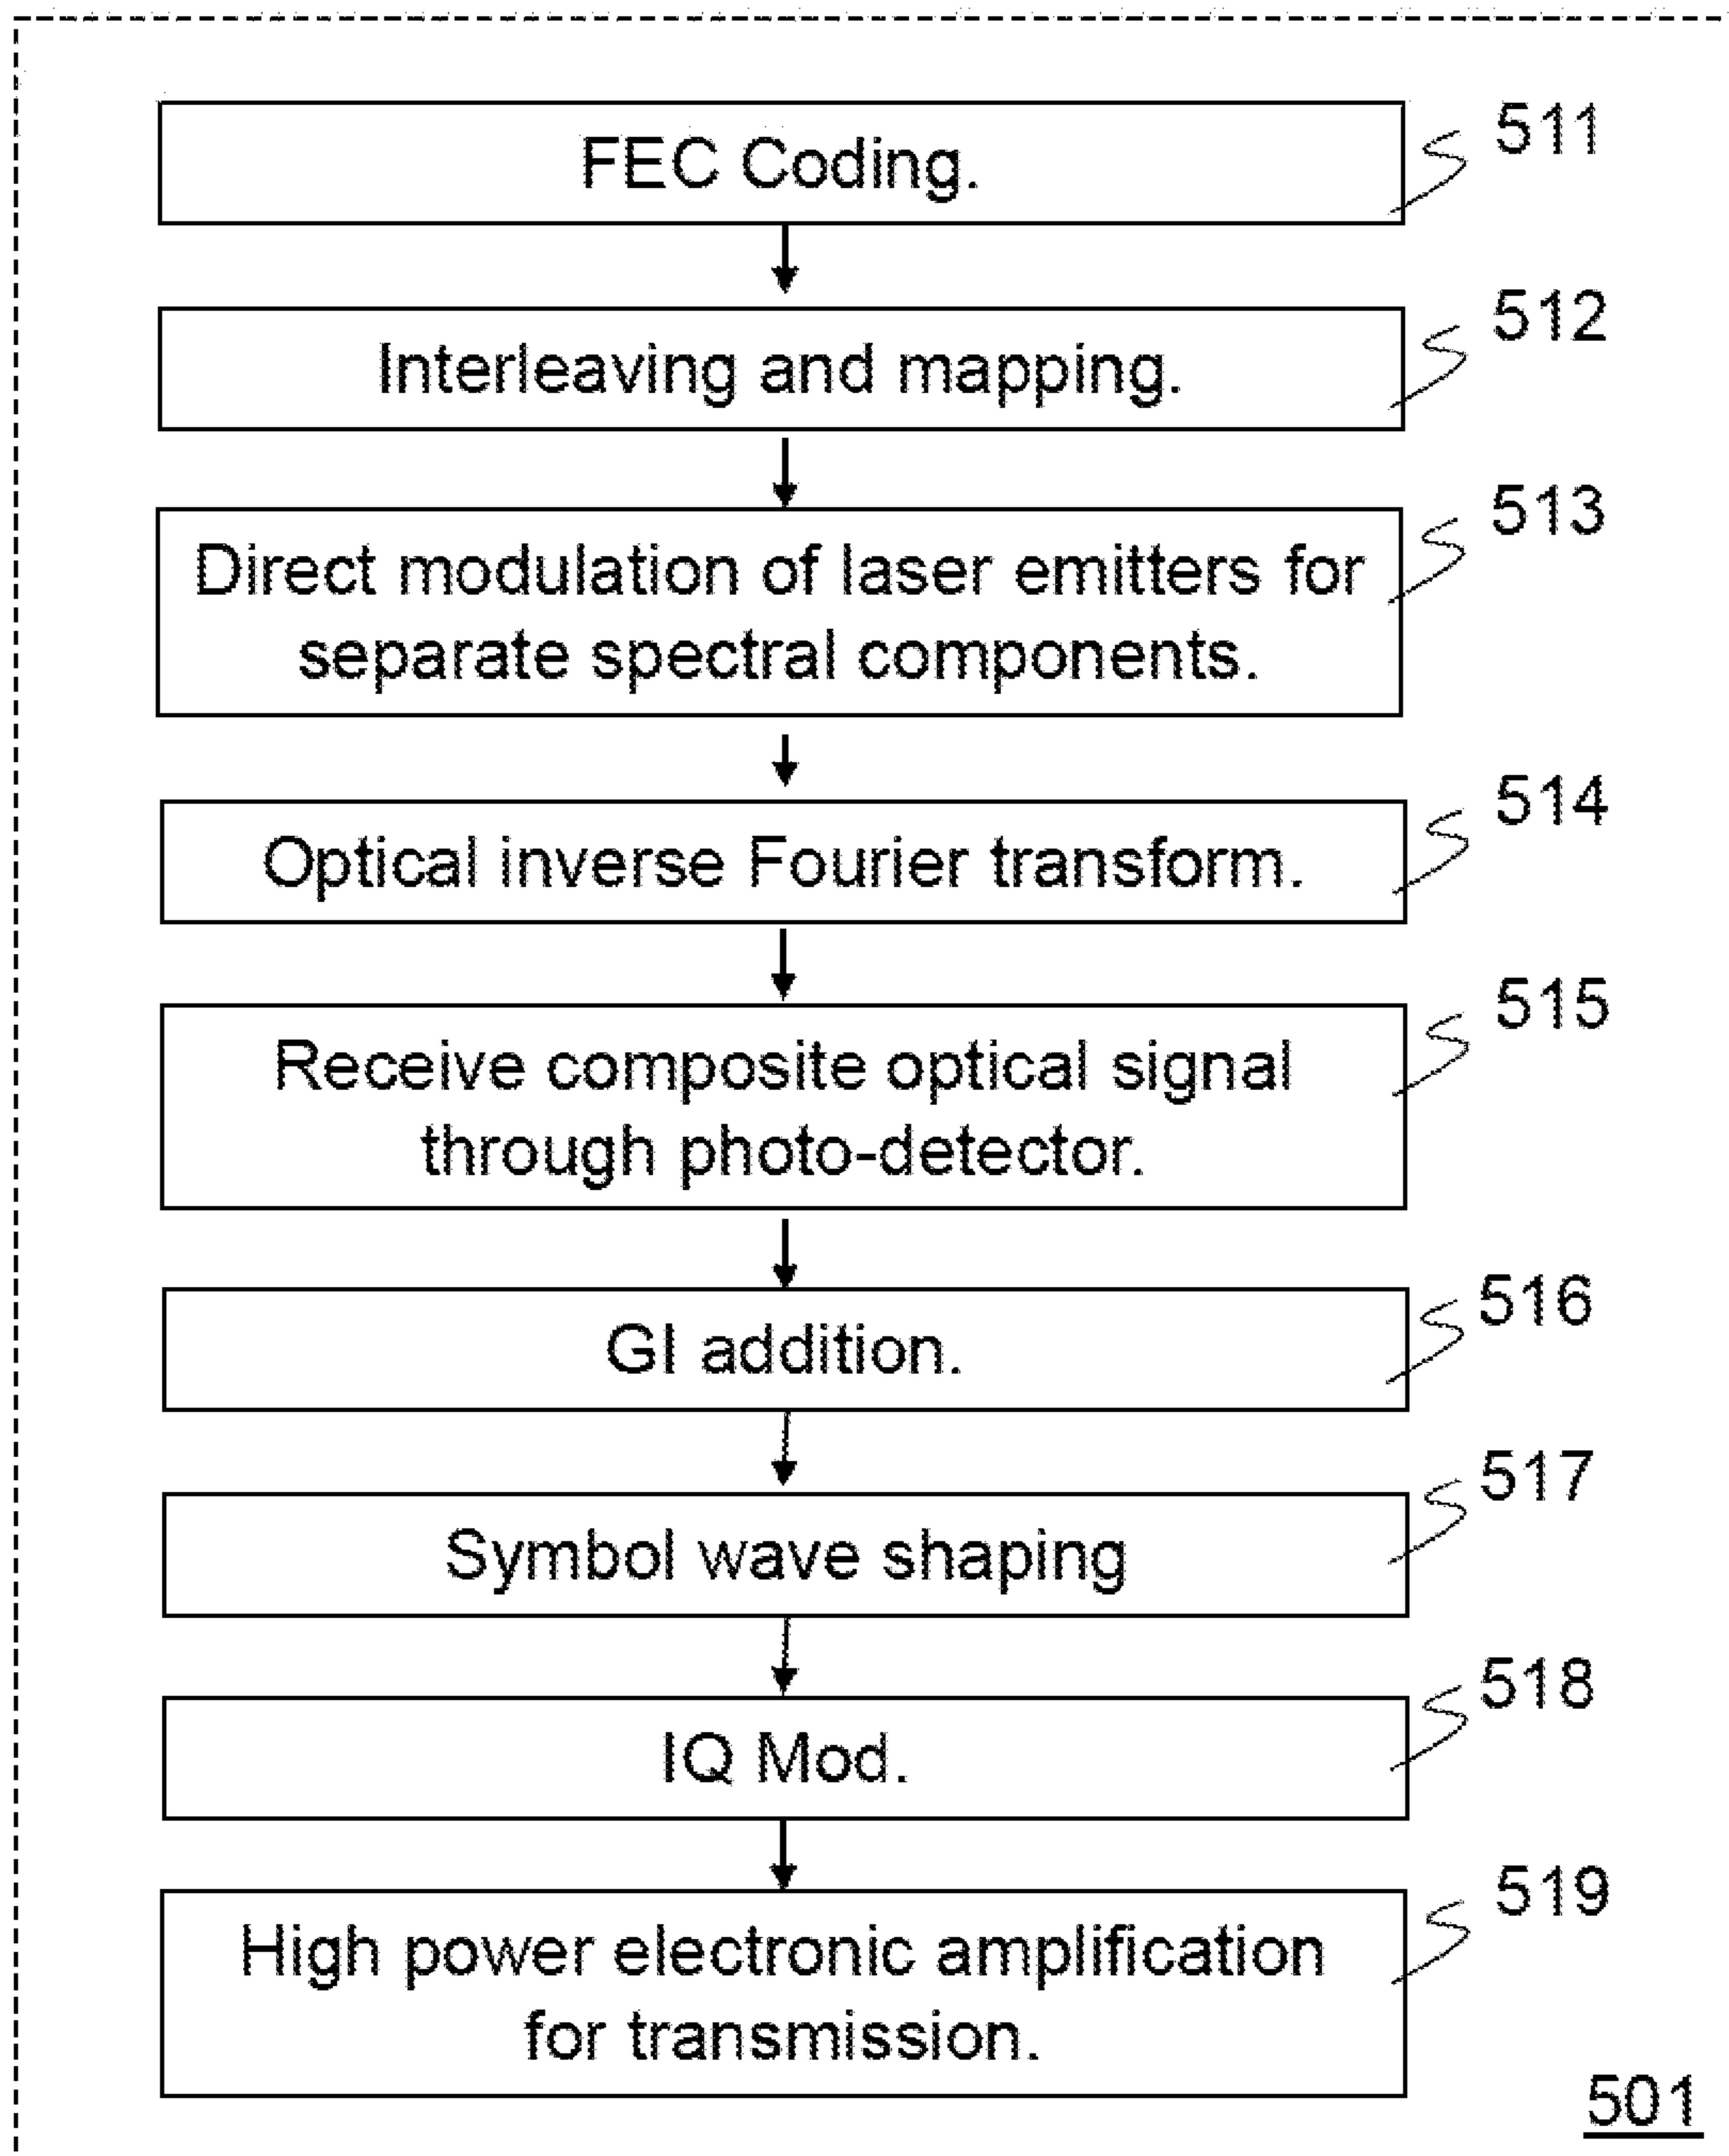 FEC Coding.
511
Interleaving and mapping.
512
Direct modulation of laser emitters for
separate spectral components.
513
Optical inverse Fourier transform.
514
Receive composite optical signal
through photo-detector.
515
GI addition.
516
Symbol wave shaping
517
IQ Mod.
518
High power electronic amplification
for transmission.
519
501